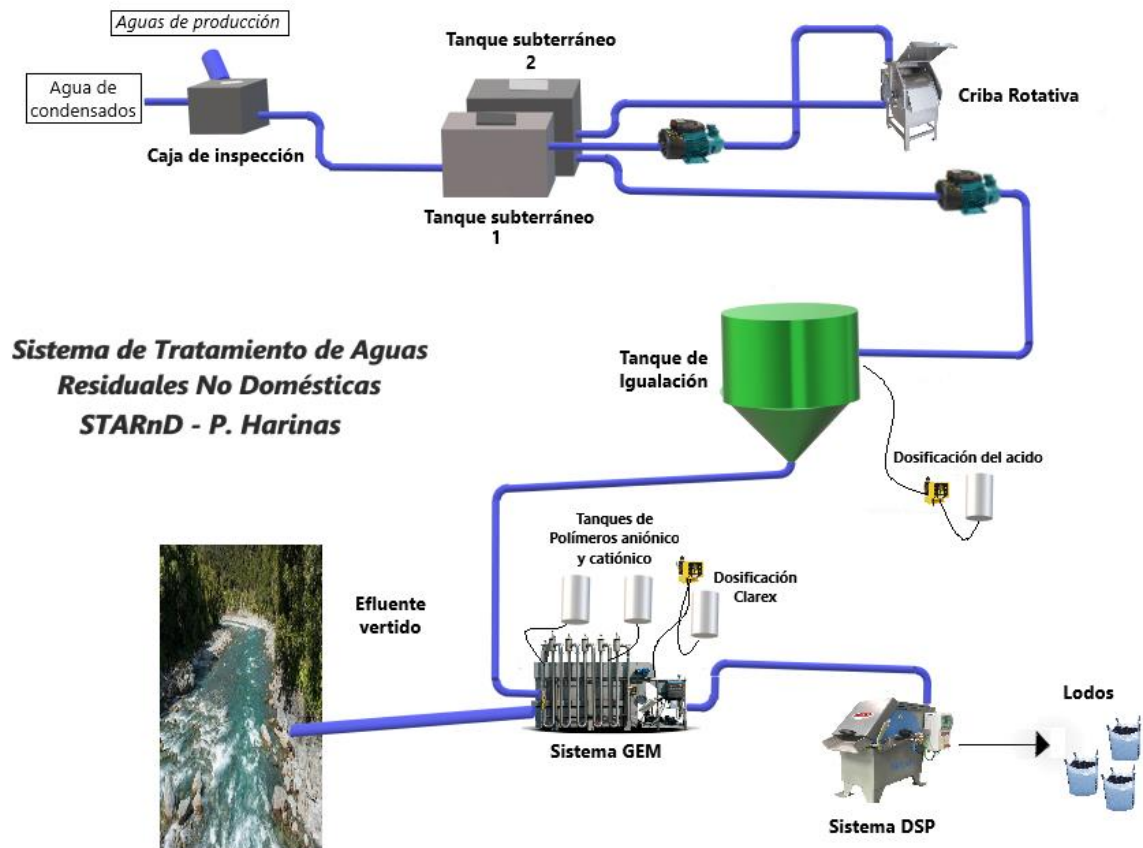 Aguas de producción
Agua de
condensados
Caja de inspección
Tanque subterráneo
2
Tanque subterráneo
1
Criba Rotativa
Sistema de Tratamiento de Aguas
Residuales No Domésticas
STARnD - P. Harinas
Tanque de
Igualación
Dosificación del acido
Tanques de
Polímeros aniónico
y catiónico
Dosificación
Clarex
Efluente
vertido
Sistema GEM
Sistema DSP
Lodos